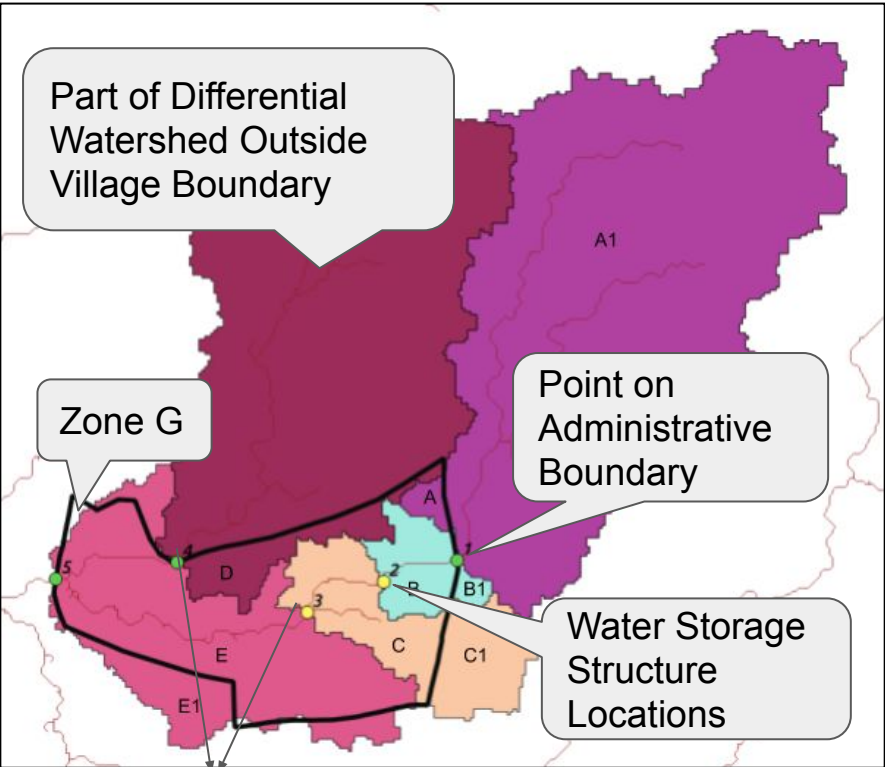 Part of Differential
Watershed Outside
Village Boundary
A1
Point on
Administrative
Boundary
Zone G
A
4
1
5
D
2
B
B1
3
Water Storage
Structure
Locations
C
C1
E
E1